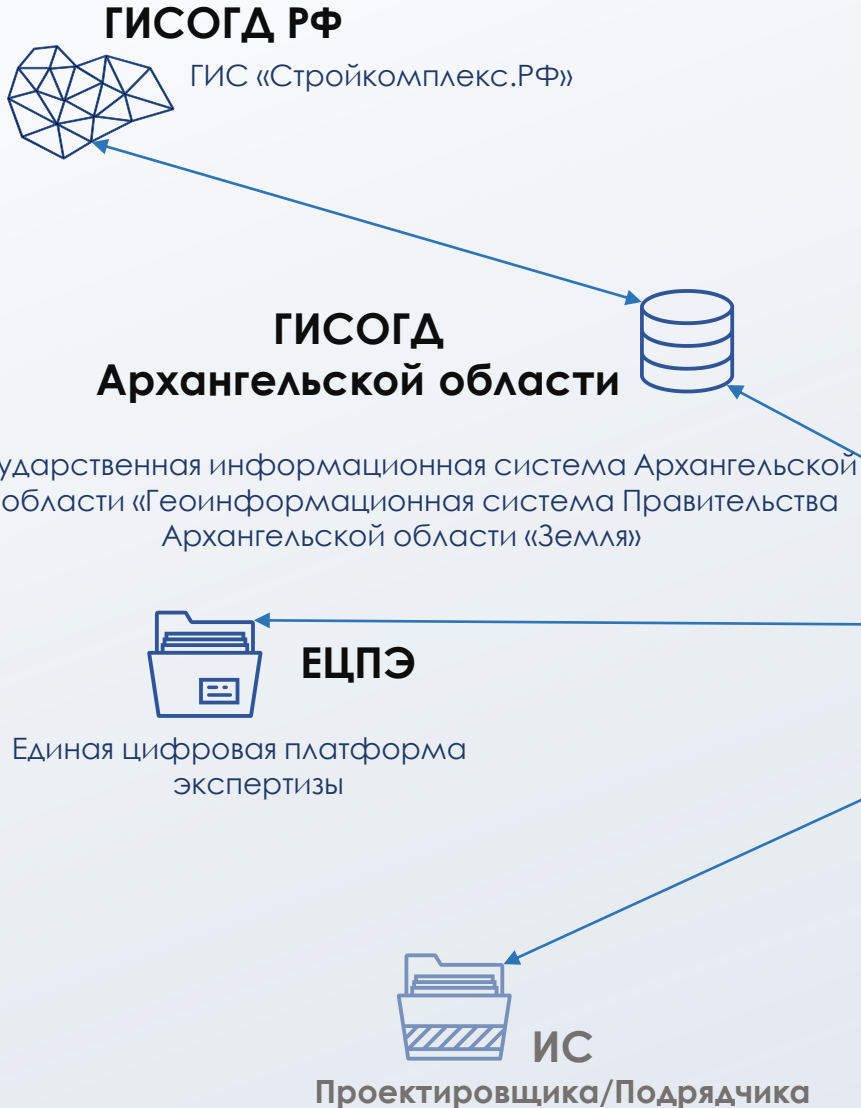 ГИСОГД РФ
ГИС «Стройкомплекс.РФ»
ГИСОГД
Архангельской области
ударственная информационная система Архангельской
области «Геоинформационная система Правительства
Архангельской области «Земля»
ЕЦПЭ
Единая цифровая платформа
экспертизы
ИС
Проектировщика/Подрядчика